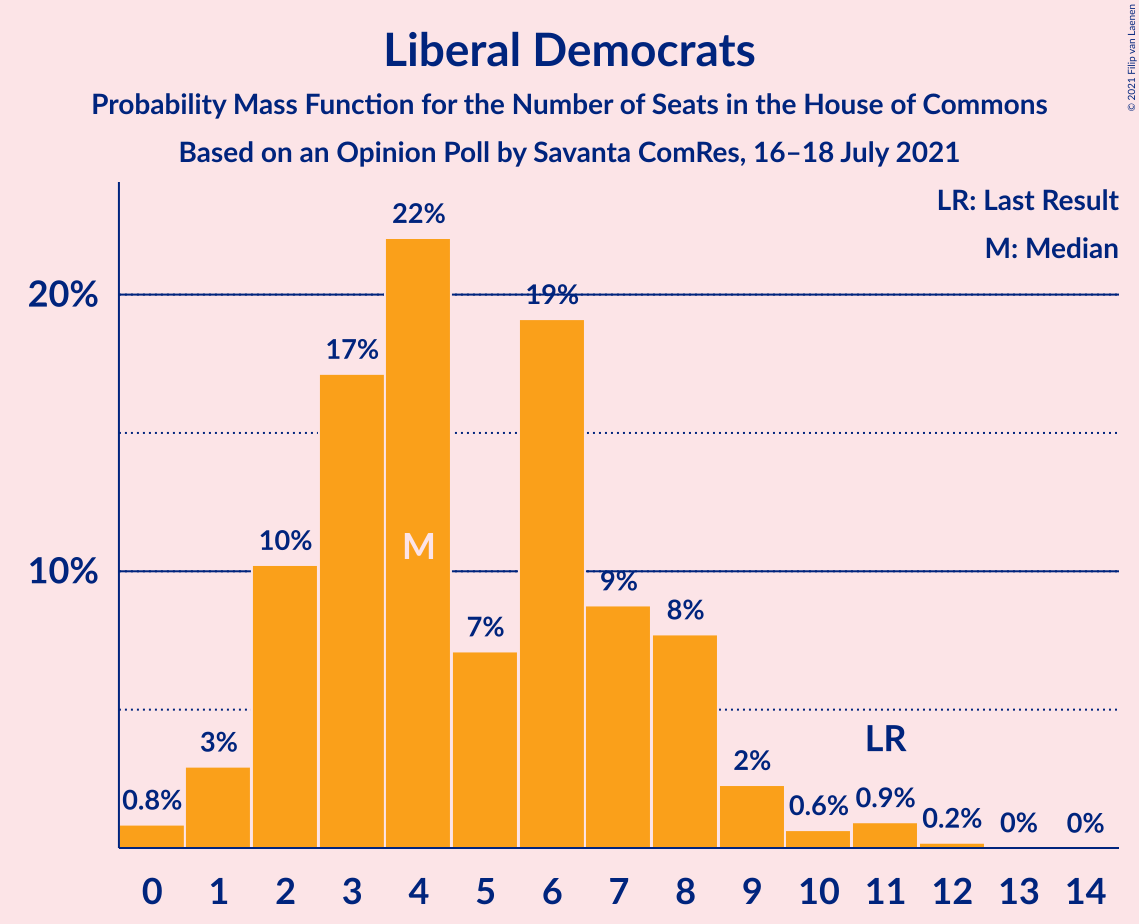 Liberal Democrats
Probability Mass Function for the Number of Seats in the House of Commons
Based on an Opinion Poll by Savanta ComRes, 16–18 July 2021
© 2021 Filip van Laenen
LR: Last Result
M: Median
20%
10%
0.8%
3%
10%
17%
22%
M
7%
19%
9%
8%
2%
0.6%
LR
0.9%
0.2%
0%
0%
0 1 2 3 4 5 6 7 8 9 10 11 12 13 14